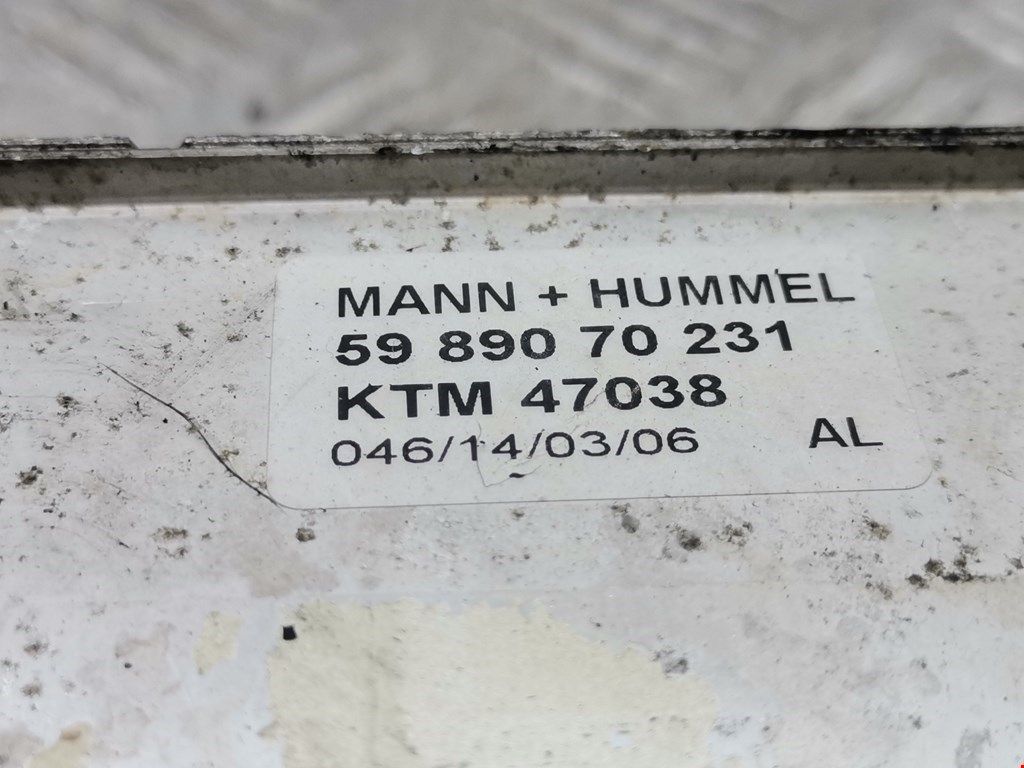 MANN + HUMMEL
59 890 70 231
KTM 47038
046/14/03/06 AL